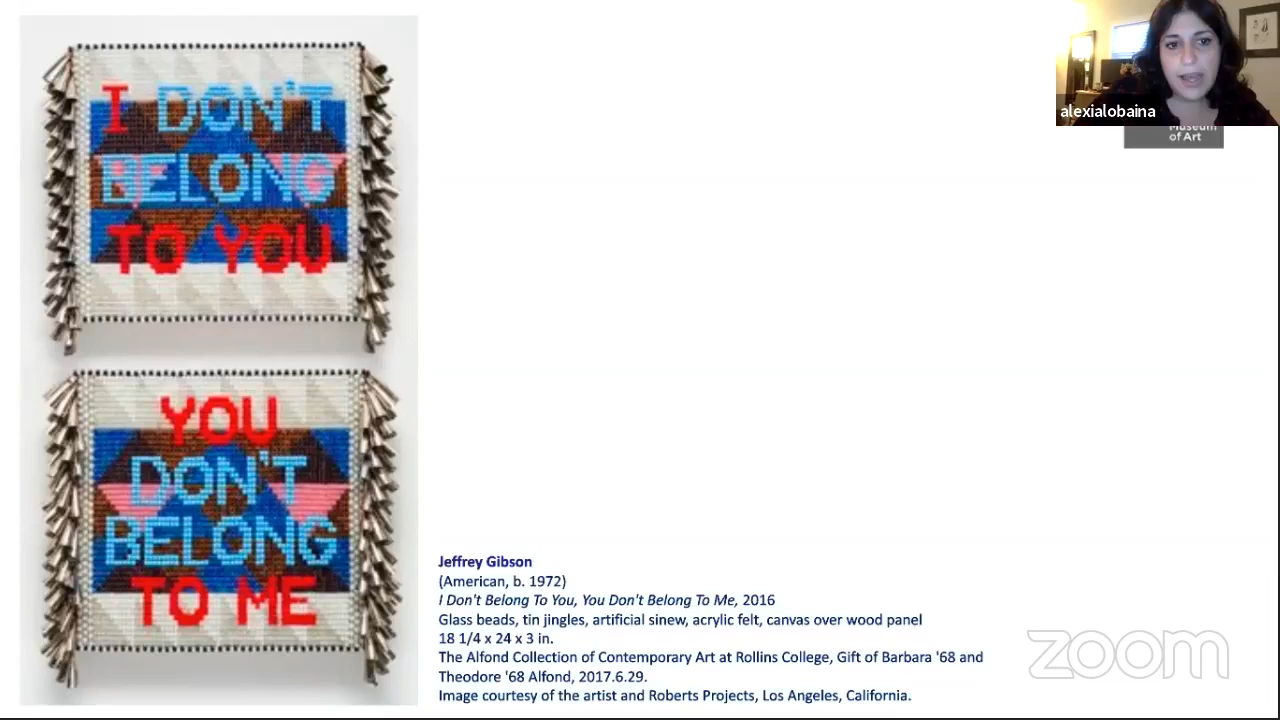 I DON'T
BELONG
TO YOU
YOU
DON'T
BELONG
TO ME
alexialobaina
Museum
of Art
Jeffrey Gibson
(American, b. 1972)
I Don't Belong To You, You Don't Belong To Me, 2016
Glass beads, tin jingles, artificial sinew, acrylic felt, canvas over wood panel
18 1/4 x 24 x 3 in.
The Alfond Collection of Contemporary Art at Rollins College, Gift of Barbara '68 and
Theodore '68 Alfond, 2017.6.29.
Image courtesy of the artist and Roberts Projects, Los Angeles, California.
zoom